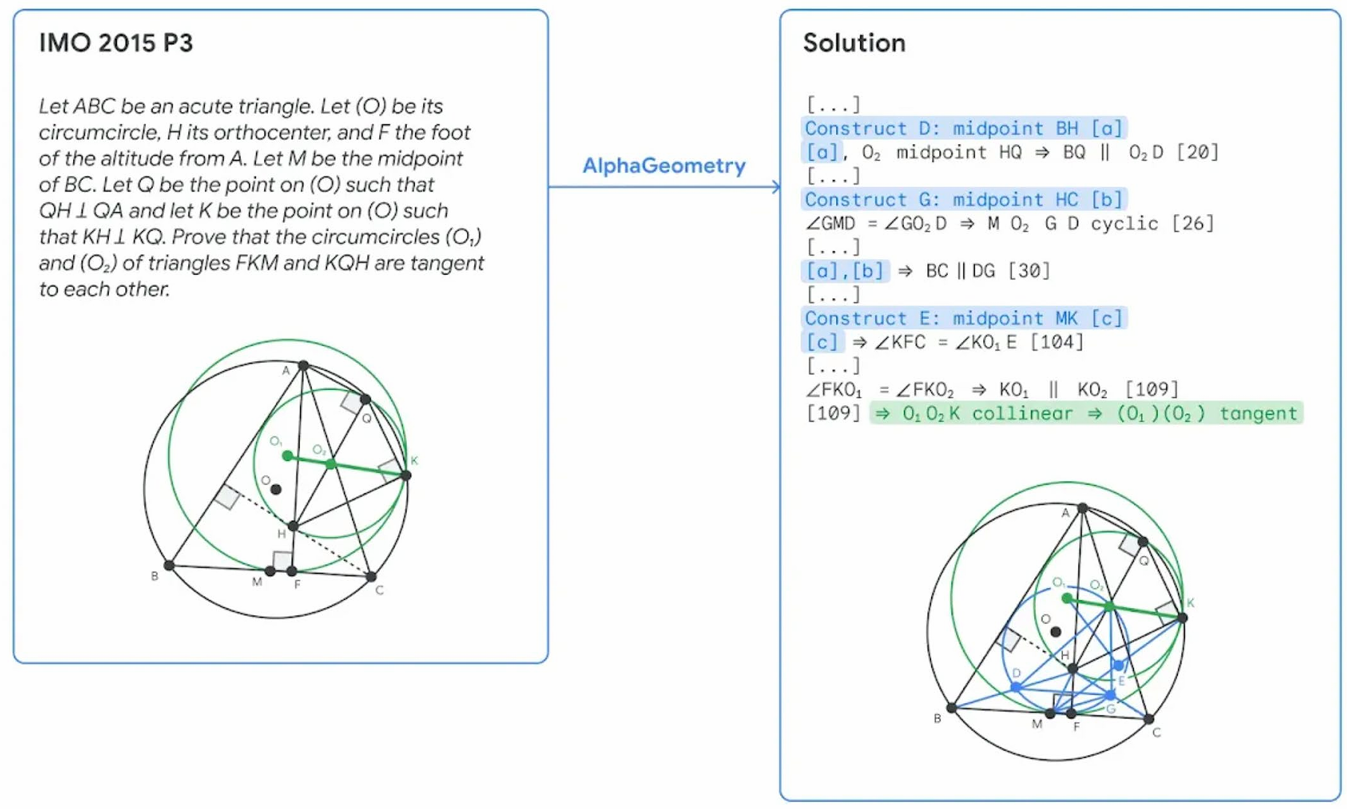 IMO 2015 P3
Let ABC be an acute triangle. Let (O) be its
circumcircle, H its orthocenter, and F the foot
of the altitude from A. Let M be the midpoint
of BC. Let Q be the point on (O) such that
QH ⊥ QA and let K be the point on (O) such
that KH ⊥ KQ. Prove that the circumcircles (O₁)
and (O₂) of triangles FKM and KQH are tangent
to each other.
A
Q
O₁
O₂
K
O
H
B
M
F
C
AlphaGeometry
Solution
[...]
Construct D: midpoint BH [a]
[a], O₂ midpoint HQ ⇒ BQ ∥ O₂D [20]
[...]
Construct G: midpoint HC [b]
∠GMD = ∠GO₂D ⇒ M O₂ G D cyclic [26]
[...]
[a],[b] ⇒ BC ∥ DG [30]
[...]
Construct E: midpoint MK [c]
[c] ⇒ ∠KFC = ∠KO₁E [104]
[...]
∠FKO₁ = ∠FKO₂ ⇒ KO₁ ∥ KO₂ [109]
[109] ⇒ O₁O₂K collinear ⇒ (O₁)(O₂) tangent
A
Q
O₁
O₂
K
O
H
D
E
G
B
M
F
C